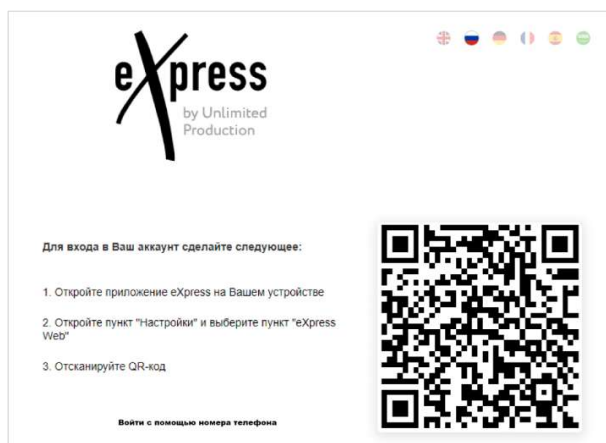 eXpress
by Unlimited
Production
Для входа в Ваш аккаунт сделайте следующее:
1. Откройте приложение eXpress на Вашем устройстве
2. Откройте пункт "Настройки" и выберите пункт "eXpress
Web"
3. Отсканируйте QR-код
Войти с помощью номера телефона